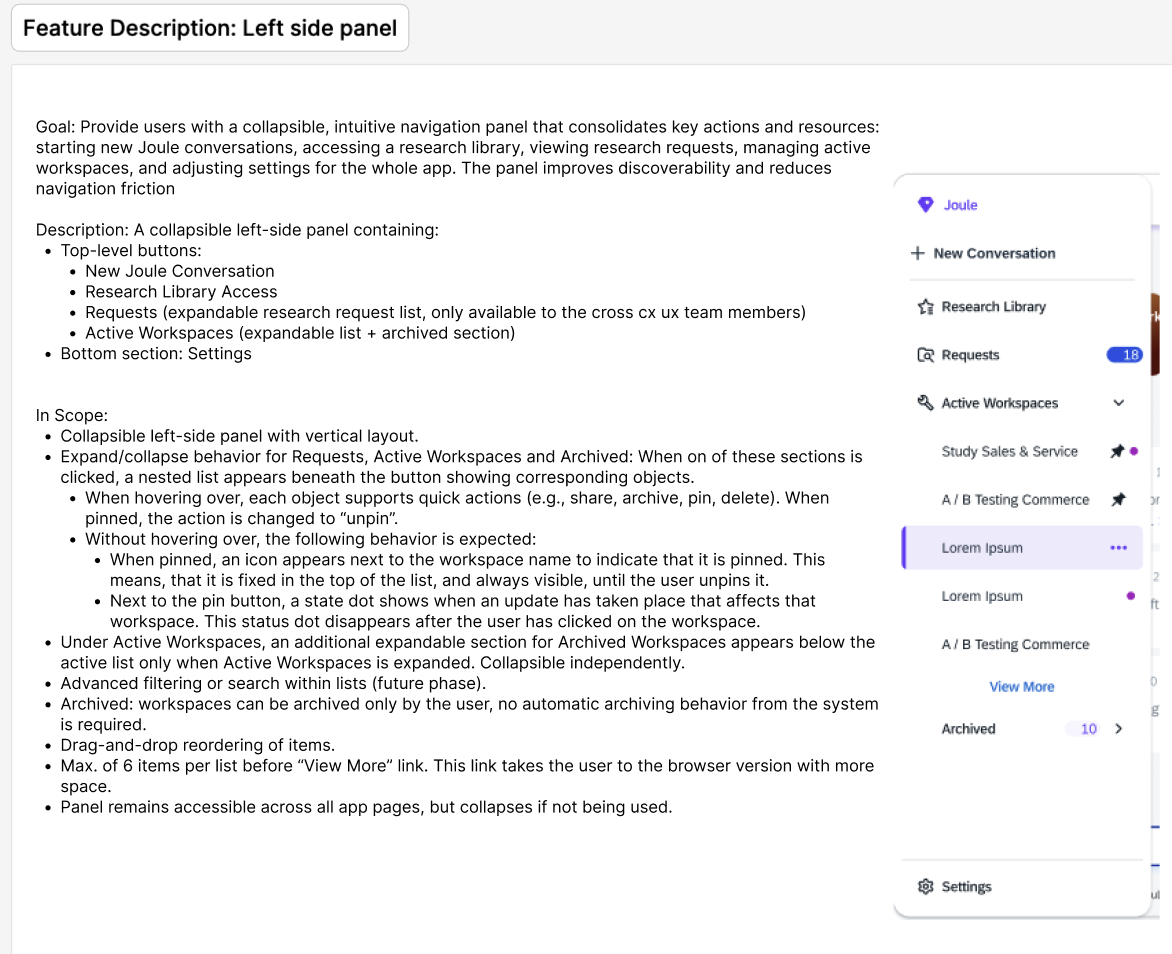 Feature Description: Left side panel
Goal: Provide users with a collapsible, intuitive navigation panel that consolidates key actions and resources:
starting new Joule conversations, accessing a research library, viewing research requests, managing active
workspaces, and adjusting settings for the whole app. The panel improves discoverability and reduces
navigation friction
Description: A collapsible left-side panel containing:
• Top-level buttons:
• New Joule Conversation
• Research Library Access
• Requests (expandable research request list, only available to the cross cx ux team members)
• Active Workspaces (expandable list + archived section)
• Bottom section: Settings
In Scope:
• Collapsible left-side panel with vertical layout.
• Expand/collapse behavior for Requests, Active Workspaces and Archived: When on of these sections is
clicked, a nested list appears beneath the button showing corresponding objects.
• When hovering over, each object supports quick actions (e.g., share, archive, pin, delete). When
pinned, the action is changed to “unpin”.
• Without hovering over, the following behavior is expected:
• When pinned, an icon appears next to the workspace name to indicate that it is pinned. This
means, that it is fixed in the top of the list, and always visible, until the user unpins it.
• Next to the pin button, a state dot shows when an update has taken place that affects that
workspace. This status dot disappears after the user has clicked on the workspace.
• Under Active Workspaces, an additional expandable section for Archived Workspaces appears below the
active list only when Active Workspaces is expanded. Collapsible independently.
• Advanced filtering or search within lists (future phase).
• Archived: workspaces can be archived only by the user, no automatic archiving behavior from the system
is required.
• Drag-and-drop reordering of items.
• Max. of 6 items per list before “View More” link. This link takes the user to the browser version with more
space.
• Panel remains accessible across all app pages, but collapses if not being used.
Joule
New Conversation
Research Library
Requests 18
Active Workspaces
Study Sales & Service
A / B Testing Commerce
Lorem Ipsum
Lorem Ipsum
A / B Testing Commerce
View More
Archived 10
Settings